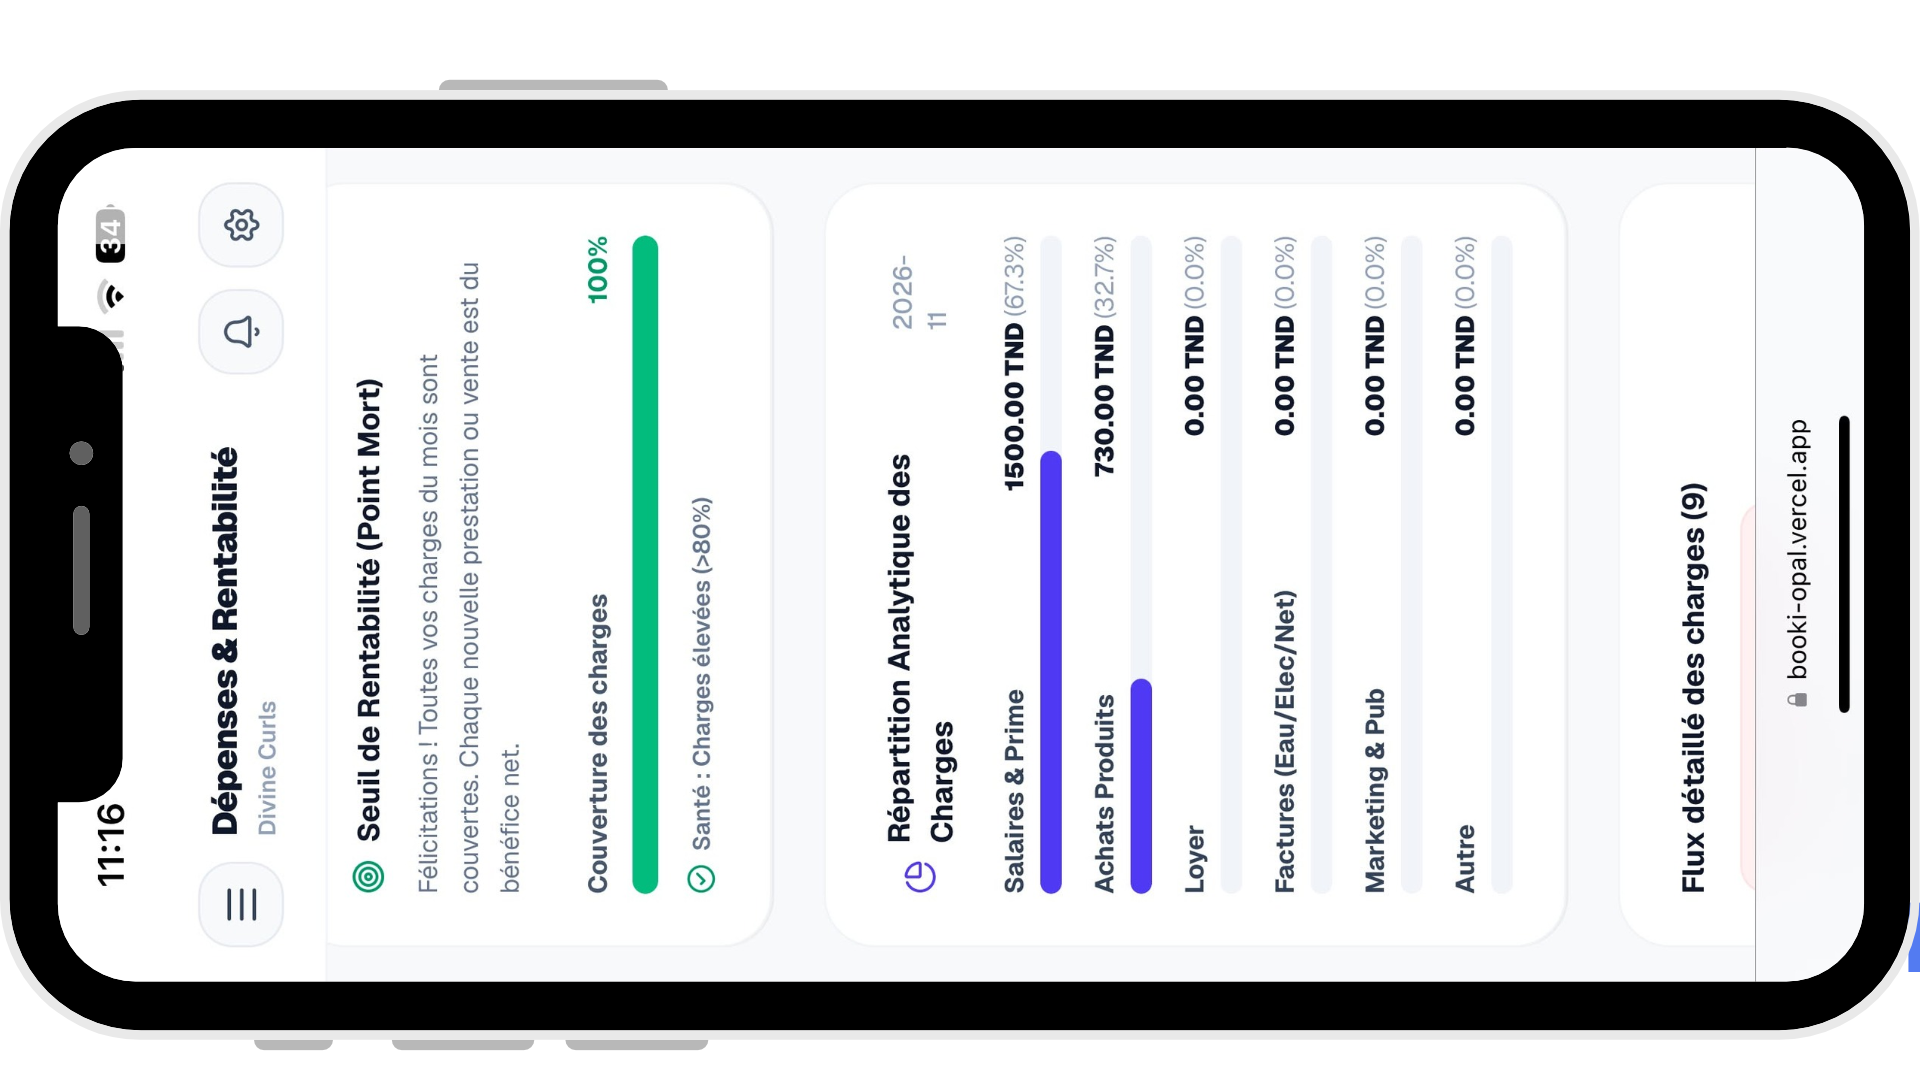 11:16
34
Dépenses & Rentabilité
Divine Curls
Seuil de Rentabilité (Point Mort)
Félicitations ! Toutes vos charges du mois sont
couvertes. Chaque nouvelle prestation ou vente est du
bénéfice net.
Couverture des charges 100%
Santé : Charges élevées (>80%)
Répartition Analytique des
Charges
2026-
11
Salaires & Prime 1500.00 TND (67.3%)
Achats Produits 730.00 TND (32.7%)
Loyer 0.00 TND (0.0%)
Factures (Eau/Elec/Net) 0.00 TND (0.0%)
Marketing & Pub 0.00 TND (0.0%)
Autre 0.00 TND (0.0%)
Flux détaillé des charges (9)
booki-opal.vercel.app